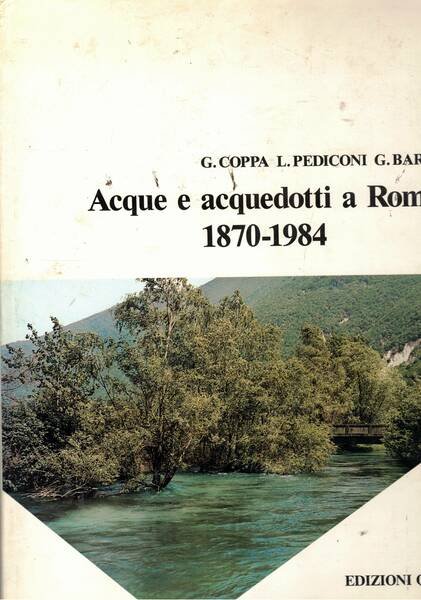 G. COPPA L. PEDICONI G. BAR
Acque e acquedotti a Rom
1870-1984
EDIZIONI